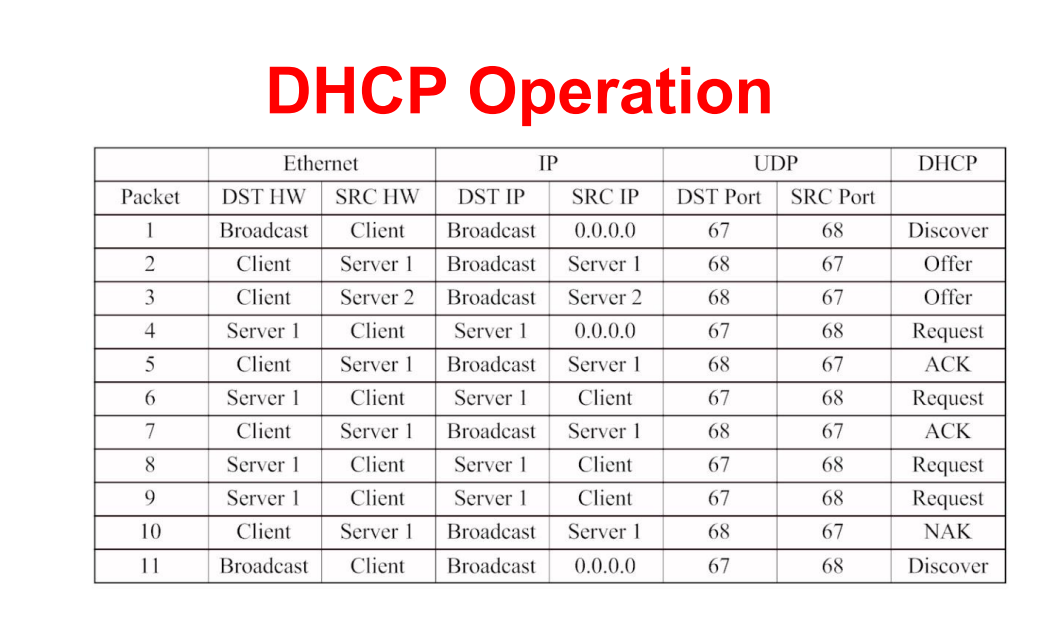 DHCP Operation
Ethernet IP UDP DHCP
Packet DST HW SRC HW DST IP SRC IP DST Port SRC Port
1 Broadcast Client Broadcast 0.0.0.0 67 68 Discover
2 Client Server 1 Broadcast Server 1 68 67 Offer
3 Client Server 2 Broadcast Server 2 68 67 Offer
4 Server 1 Client Server 1 0.0.0.0 67 68 Request
5 Client Server 1 Broadcast Server 1 68 67 ACK
6 Server 1 Client Server 1 Client 67 68 Request
7 Client Server 1 Broadcast Server 1 68 67 ACK
8 Server 1 Client Server 1 Client 67 68 Request
9 Server 1 Client Server 1 Client 67 68 Request
10 Client Server 1 Broadcast Server 1 68 67 NAK
11 Broadcast Client Broadcast 0.0.0.0 67 68 Discover